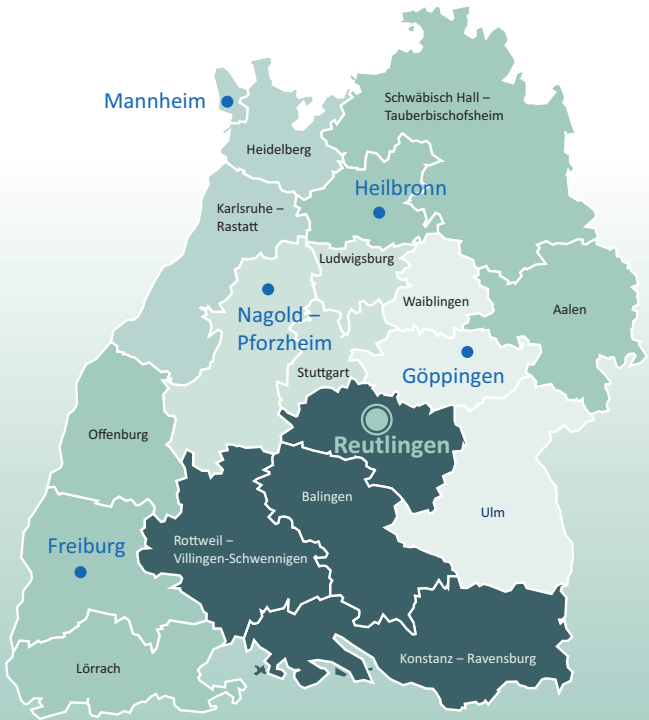 Schwäbisch Hall –
Tauberbischofsheim
Mannheim
Heidelberg
Heilbronn
Karlsruhe –
Rastatt
Ludwigsburg
Waiblingen
Aalen
Nagold –
Pforzheim
Stuttgart
Göppingen
Offenburg
Reutlingen
Balingen
Ulm
Rottweil –
Villingen-Schwennigen
Freiburg
Konstanz – Ravensburg
Lörrach